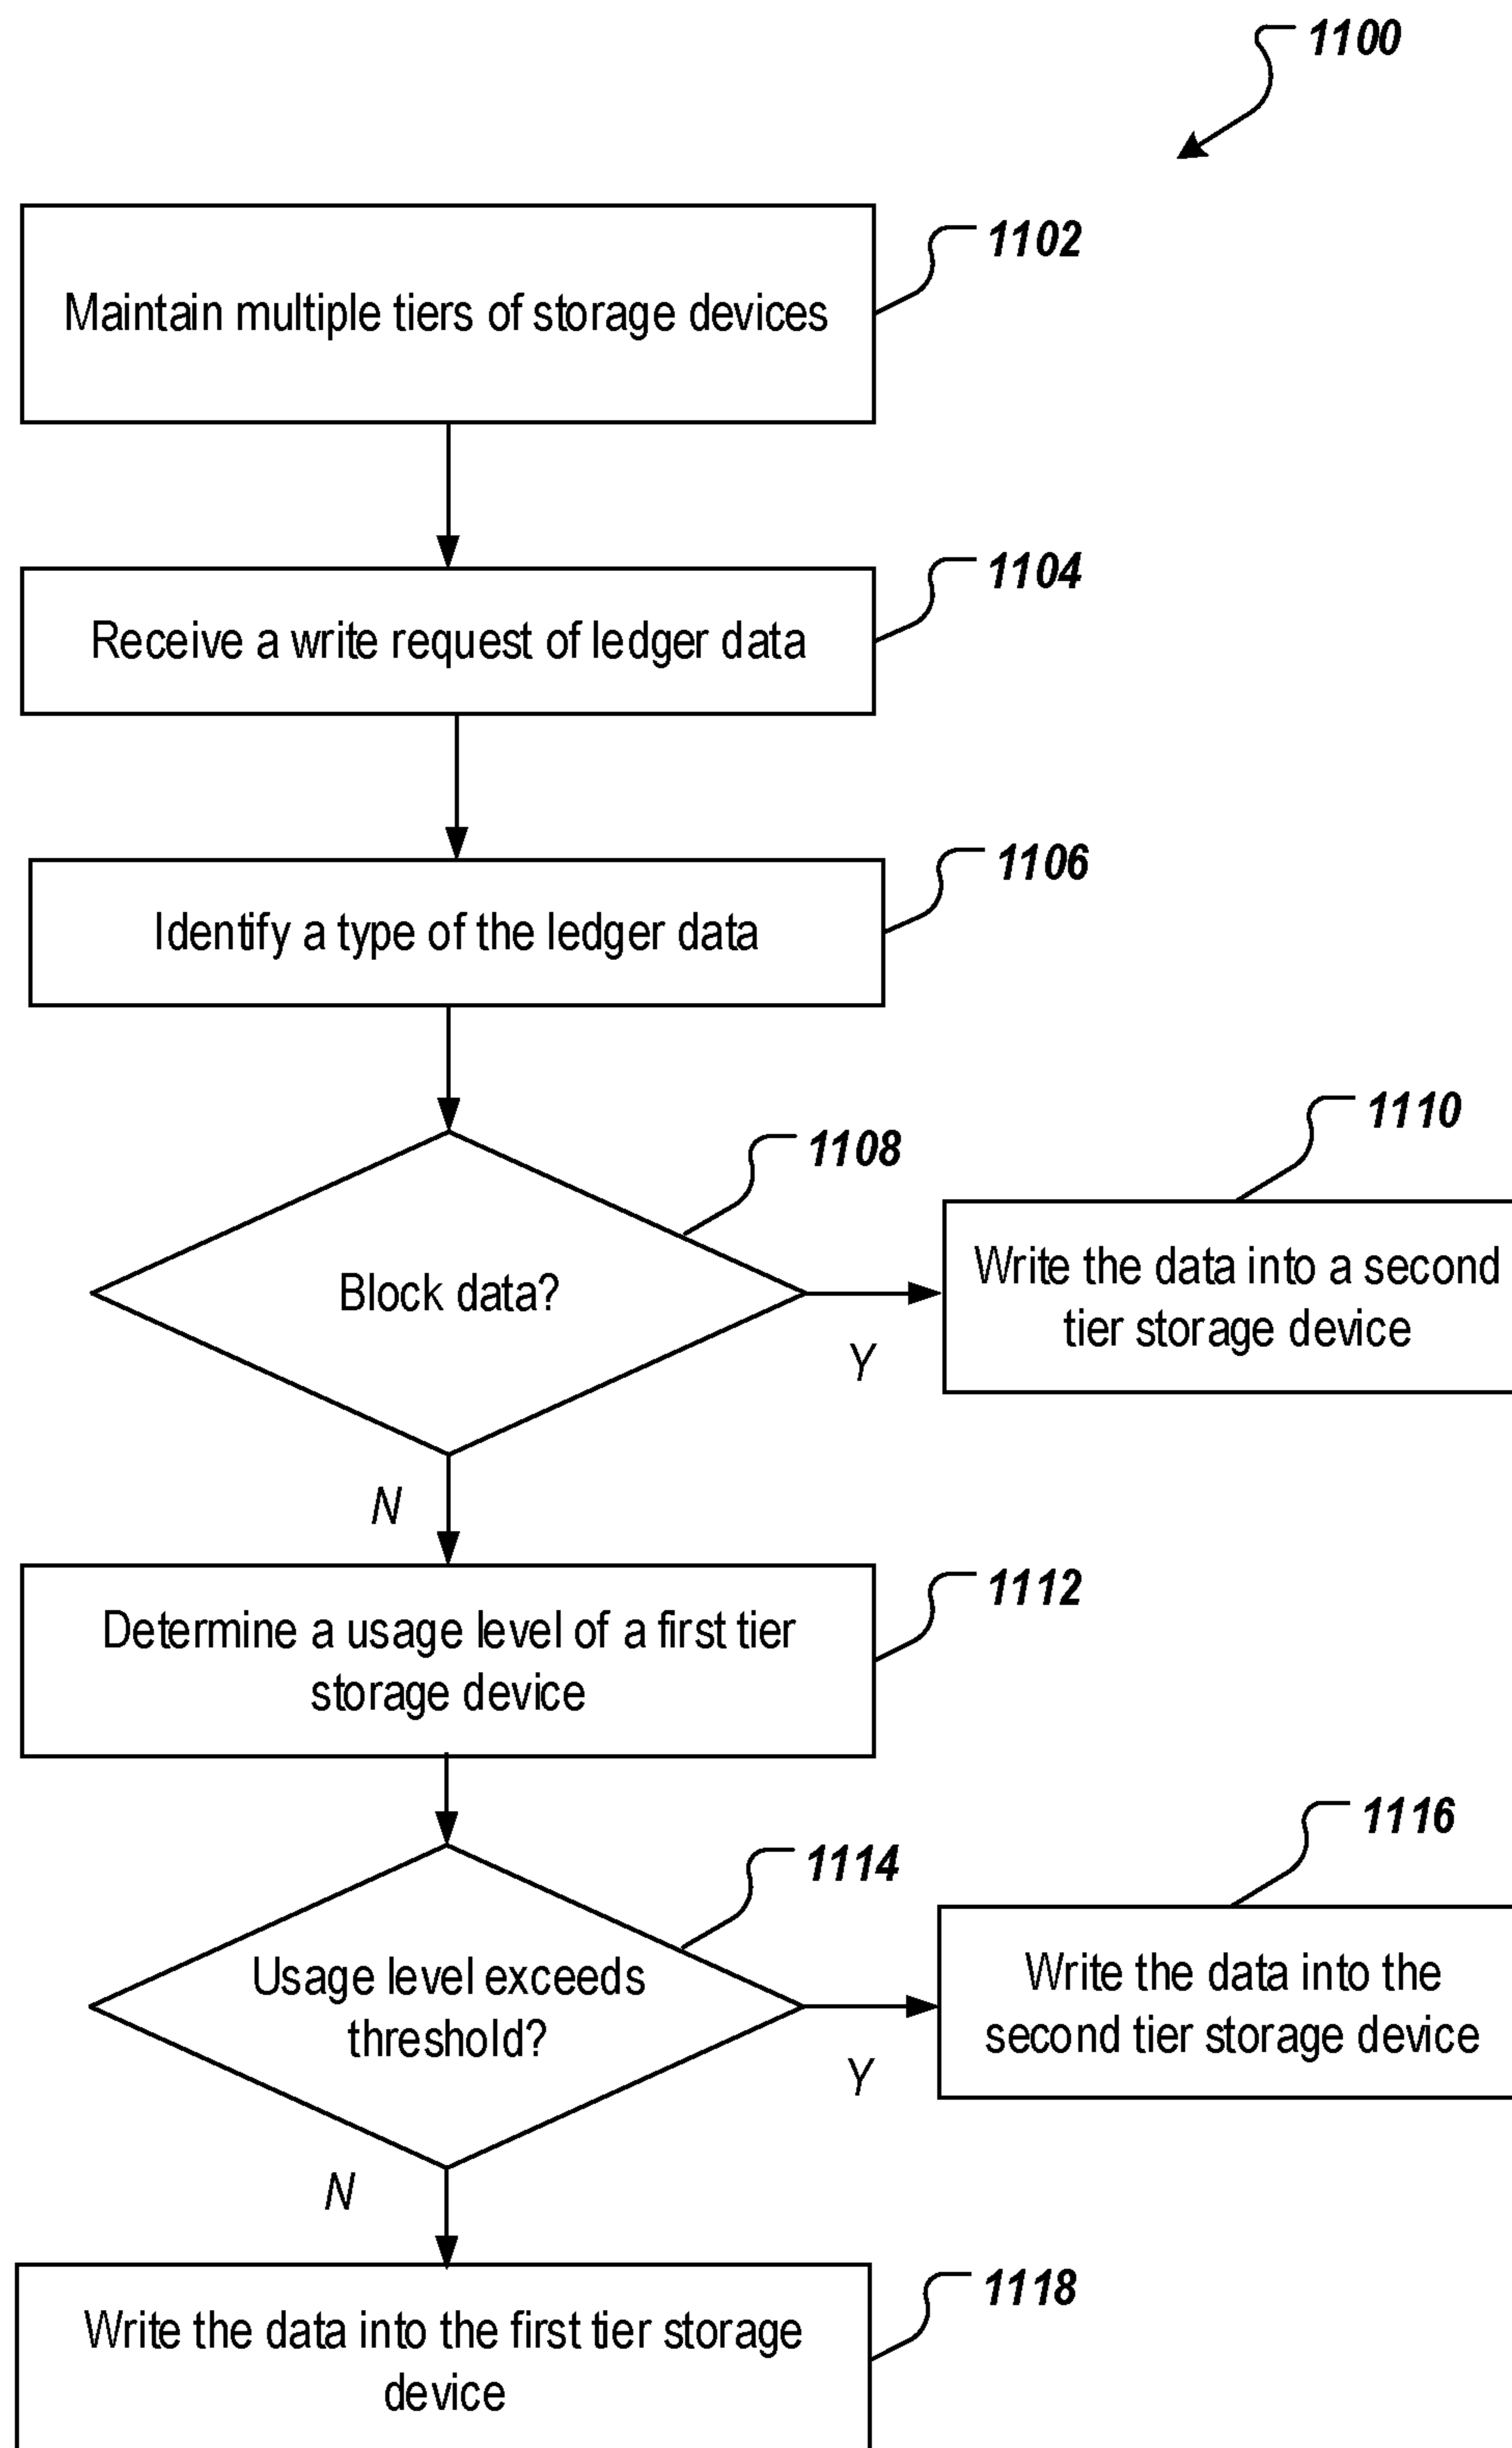 1100
1102
Maintain multiple tiers of storage devices
1104
Receive a write request of ledger data
1106
Identify a type of the ledger data
1108
Block data?
Y
1110
Write the data into a second
tier storage device
N
1112
Determine a usage level of a first tier
storage device
1114
Usage level exceeds
threshold?
Y
1116
Write the data into the
second tier storage device
N
1118
Write the data into the first tier storage
device